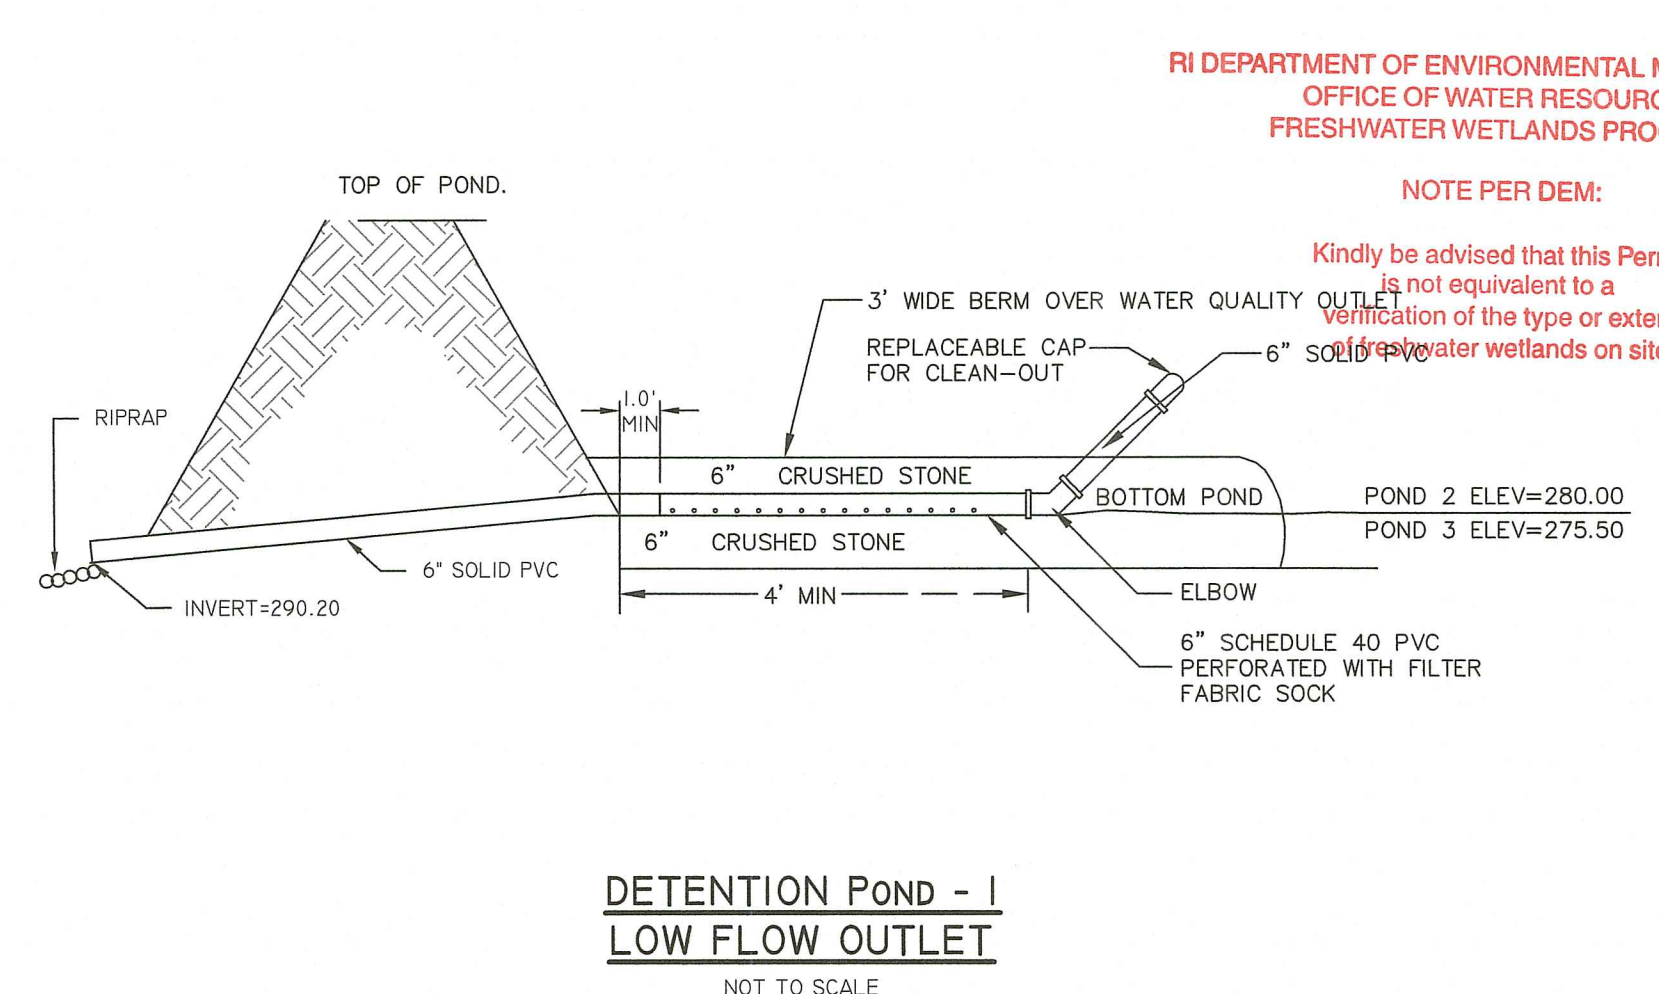 RI DEPARTMENT OF ENVIRONMENTAL
OFFICE OF WATER
FRESHWATER WETLANDS
NOTE PER DEM:
Kindly be advised that this
is not equivalent to a
verification of the type or
of freshwater wetlands on
TOP OF POND.
3' WIDE BERM OVER WATER QUALITY OUTLET
REPLACEABLE CAP
FOR CLEAN-OUT
6" SOLID PVC
1.0'
MIN
RIPRAP
6" CRUSHED STONE
BOTTOM POND
POND 2 ELEV=280.00
POND 3 ELEV=275.50
6" CRUSHED STONE
6" SOLID PVC
INVERT=290.20
4' MIN
ELBOW
6" SCHEDULE 40 PVC
PERFORATED WITH FILTER
FABRIC SOCK
DETENTION POND - 1
LOW FLOW OUTLET
NOT TO SCALE